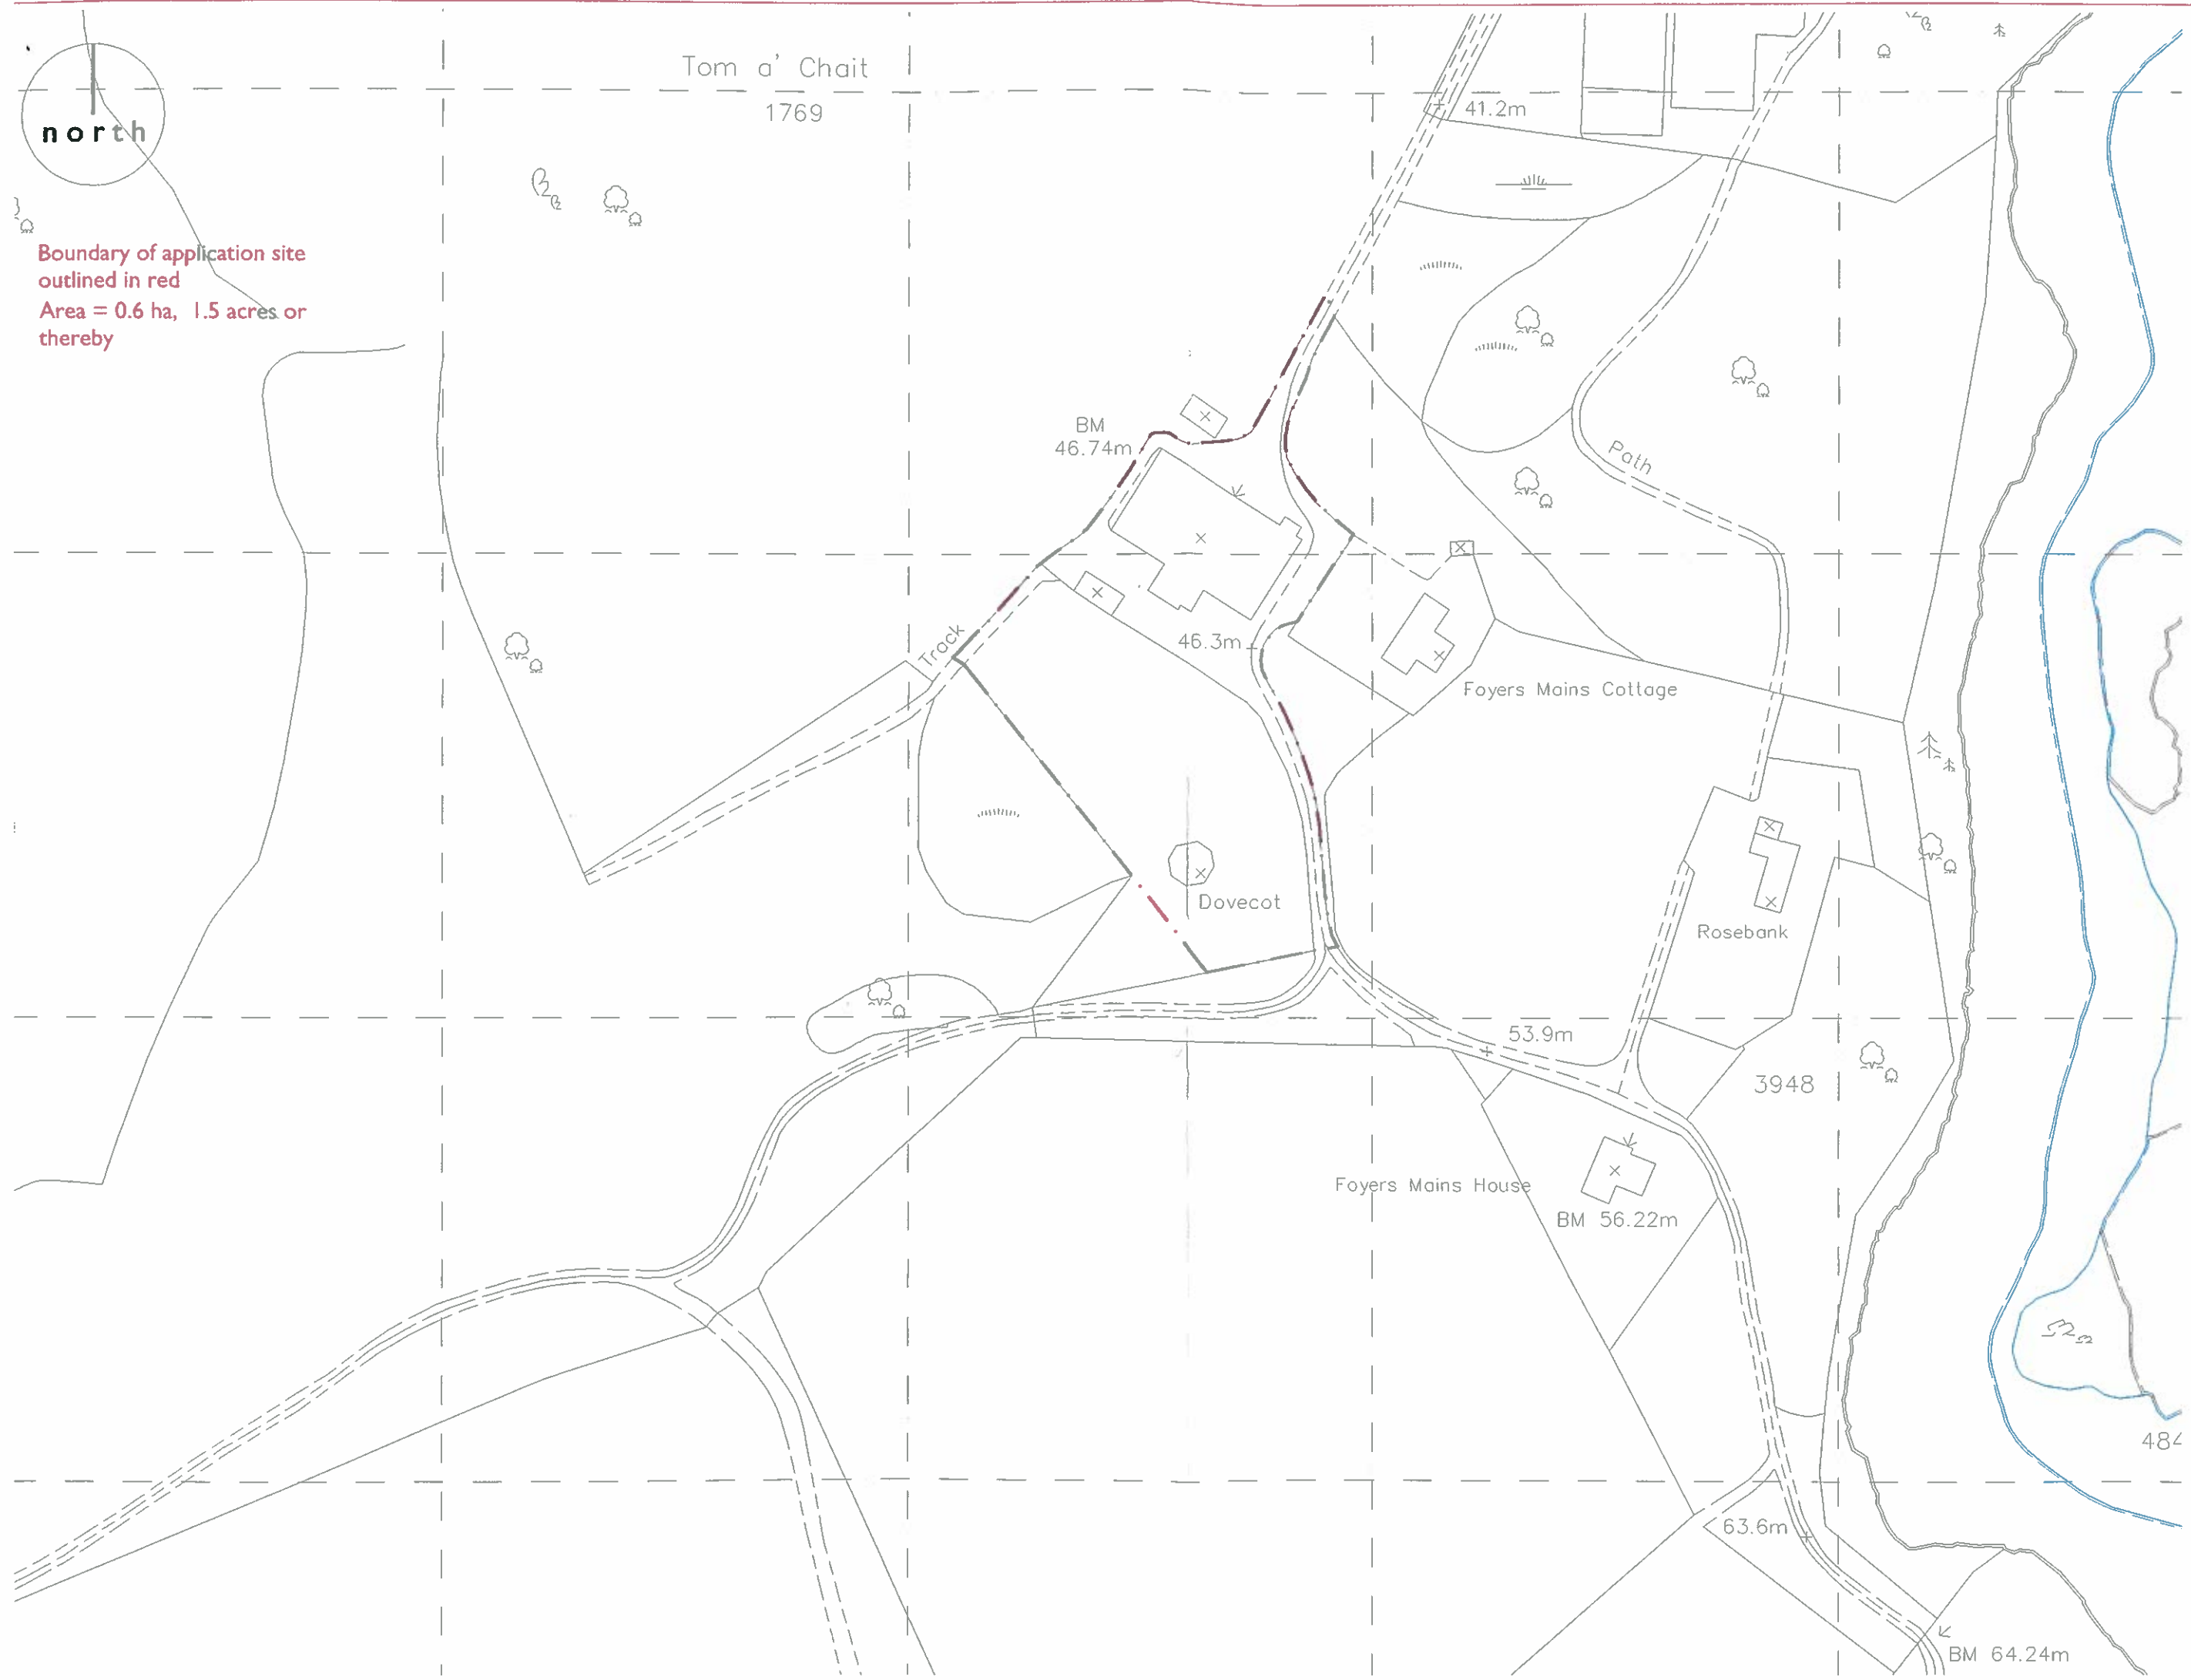 Tom a' Chait
1769
north
41.2m
Boundary of application site
outlined in red
Area = 0.6 ha, 1.5 acres or
thereby
BM
46.74m
Path
Track
46.3m
Foyers Mains Cottage
Dovecot
Rosebank
53.9m
3948
Foyers Mains House
BM 56.22m
484
63.6m
BM 64.24m